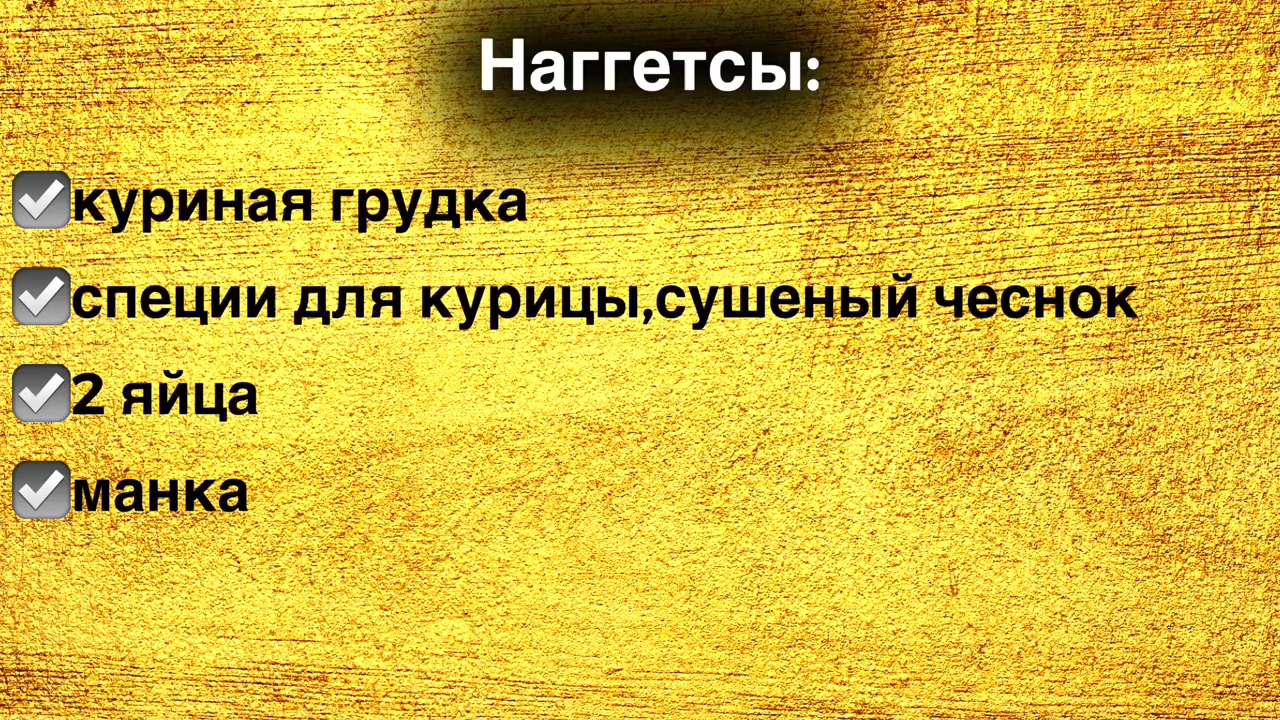 Наггетсы:
куриная грудка
специи для курицы,сушеный чеснок
2 яйца
манка